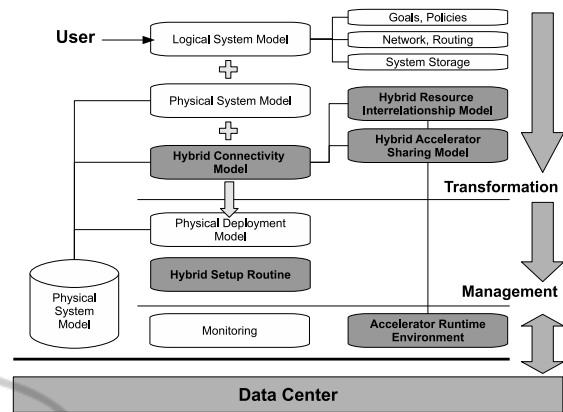 User
Logical System Model
Goals, Policies
Network, Routing
System Storage
Physical System Model
Hybrid Resource
Interrelationship Model
Hybrid Connectivity
Model
Hybrid Accelerator
Sharing Model
Transformation
Physical Deployment
Model
Hybrid Setup Routine
Physical
System
Model
Management
Monitoring
Accelerator Runtime
Environment
Data Center